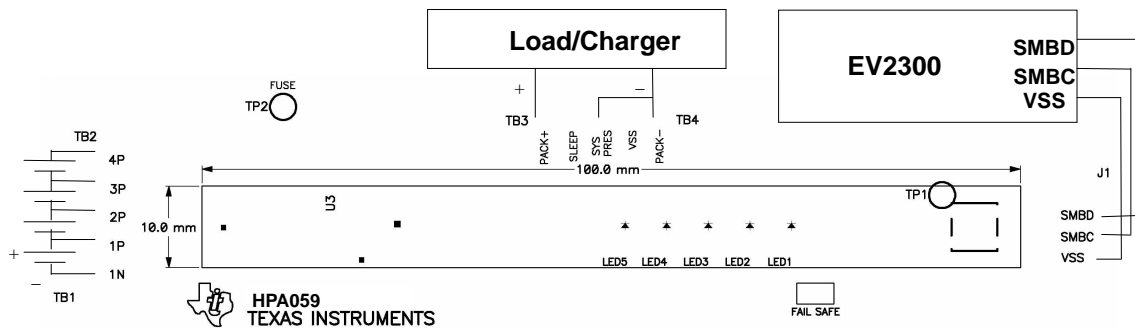 Load/Charger
EV2300
SMBD
SMBC
VSS
FUSE
TP2
+
−
TB3
TB4
PACK+
SLEEP
SYS
PRES
VSS
PACK−
TB2
4P
3P
2P
1P
1N
+
−
TB1
100.0 mm
10.0 mm
U3
TP1
J1
SMBD
SMBC
VSS
LED5
LED4
LED3
LED2
LED1
HPA059
TEXAS INSTRUMENTS
FAIL SAFE